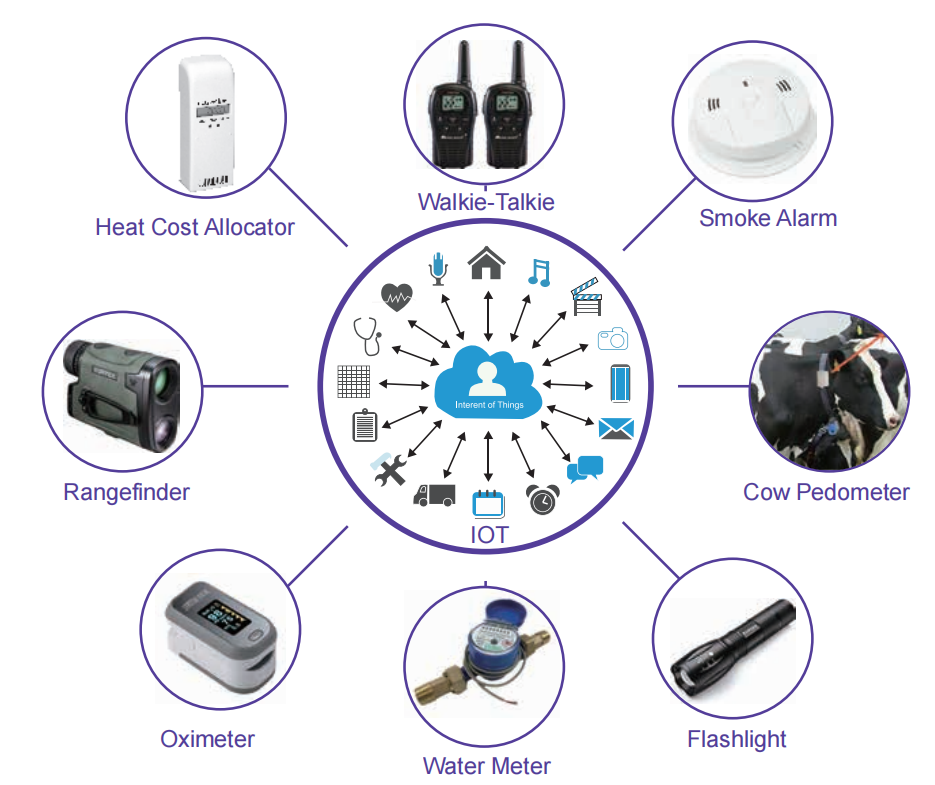 Walkie-Talkie
Heat Cost Allocator
Smoke Alarm
Interent of Things
Rangefinder
Cow Pedometer
IOT
Oximeter
Water Meter
Flashlight